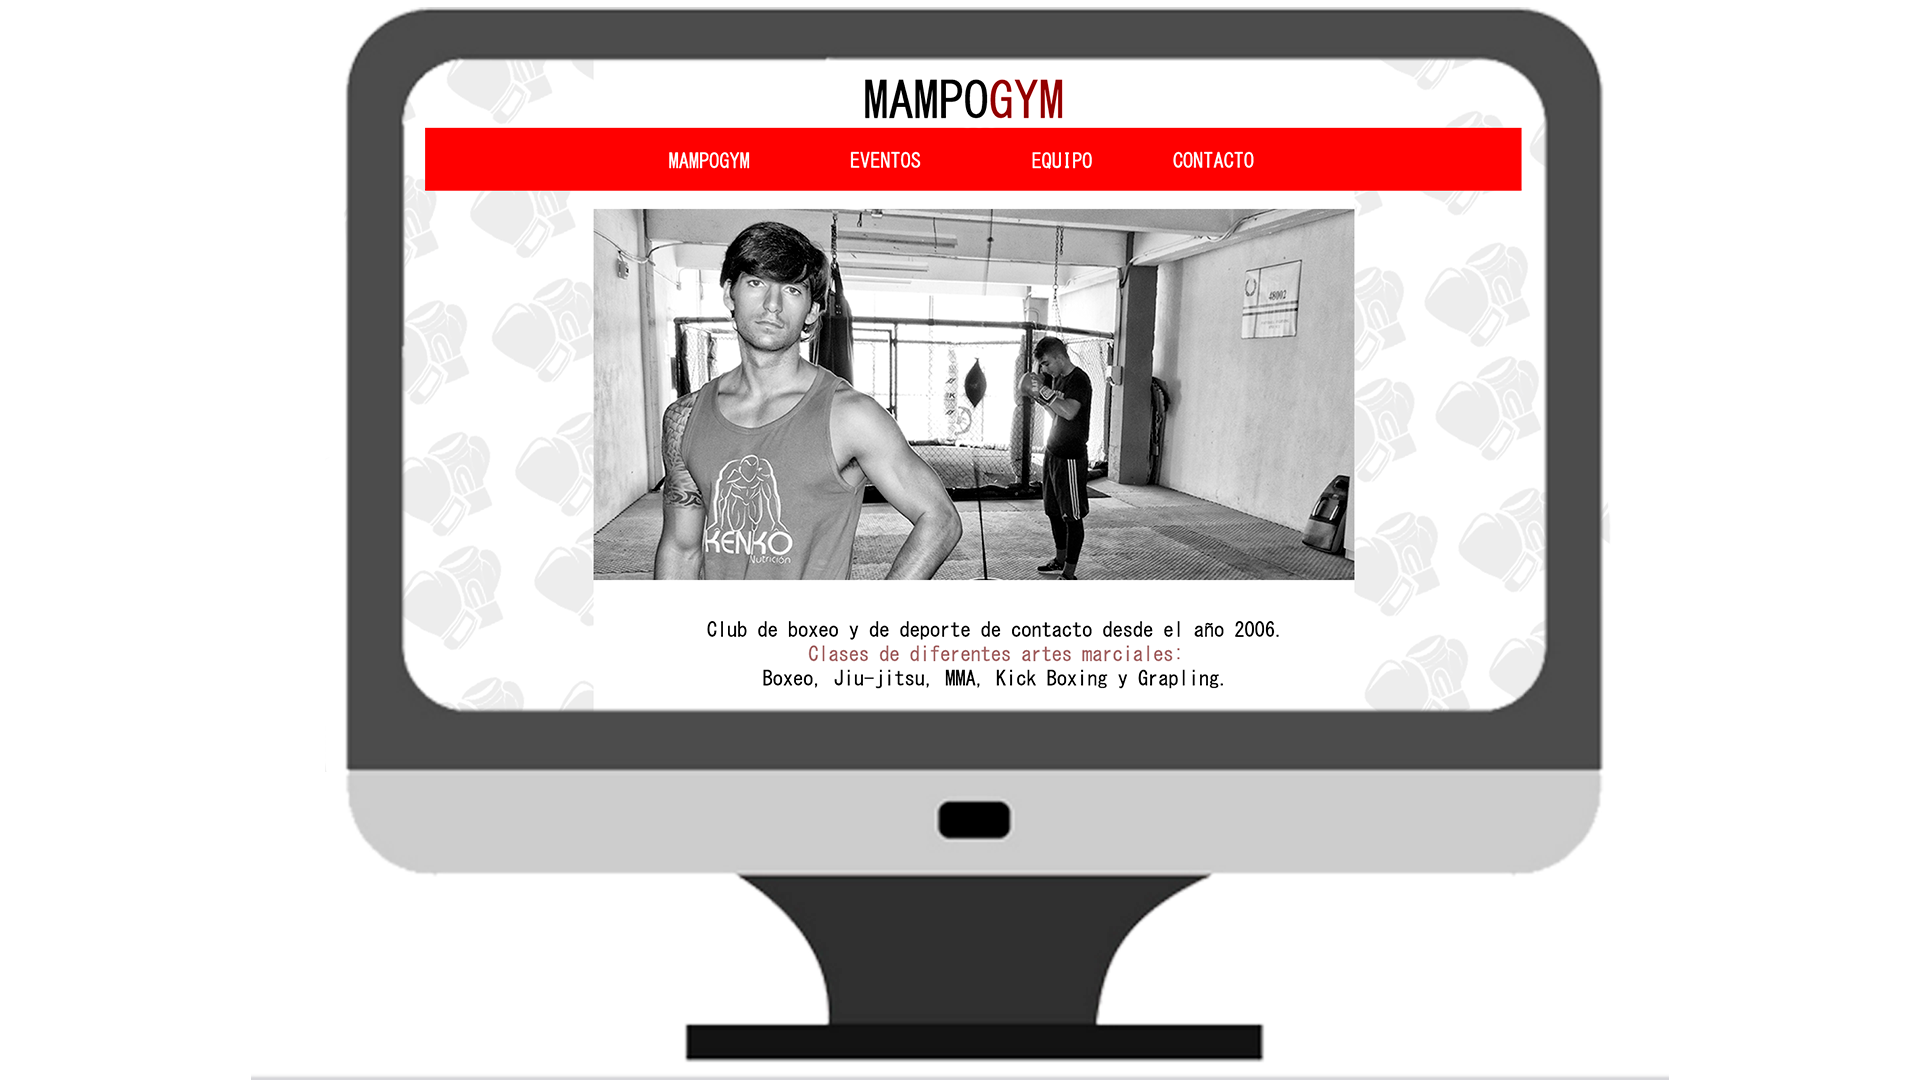 MAMPOGYM
MAMPOGYM EVENTOS EQUIPO CONTACTO
48002
KENKO
Nutrición
Club de boxeo y de deporte de contacto desde el año 2006.
Clases de diferentes artes marciales:
Boxeo, Jiu-jitsu, MMA, Kick Boxing y Grapling.